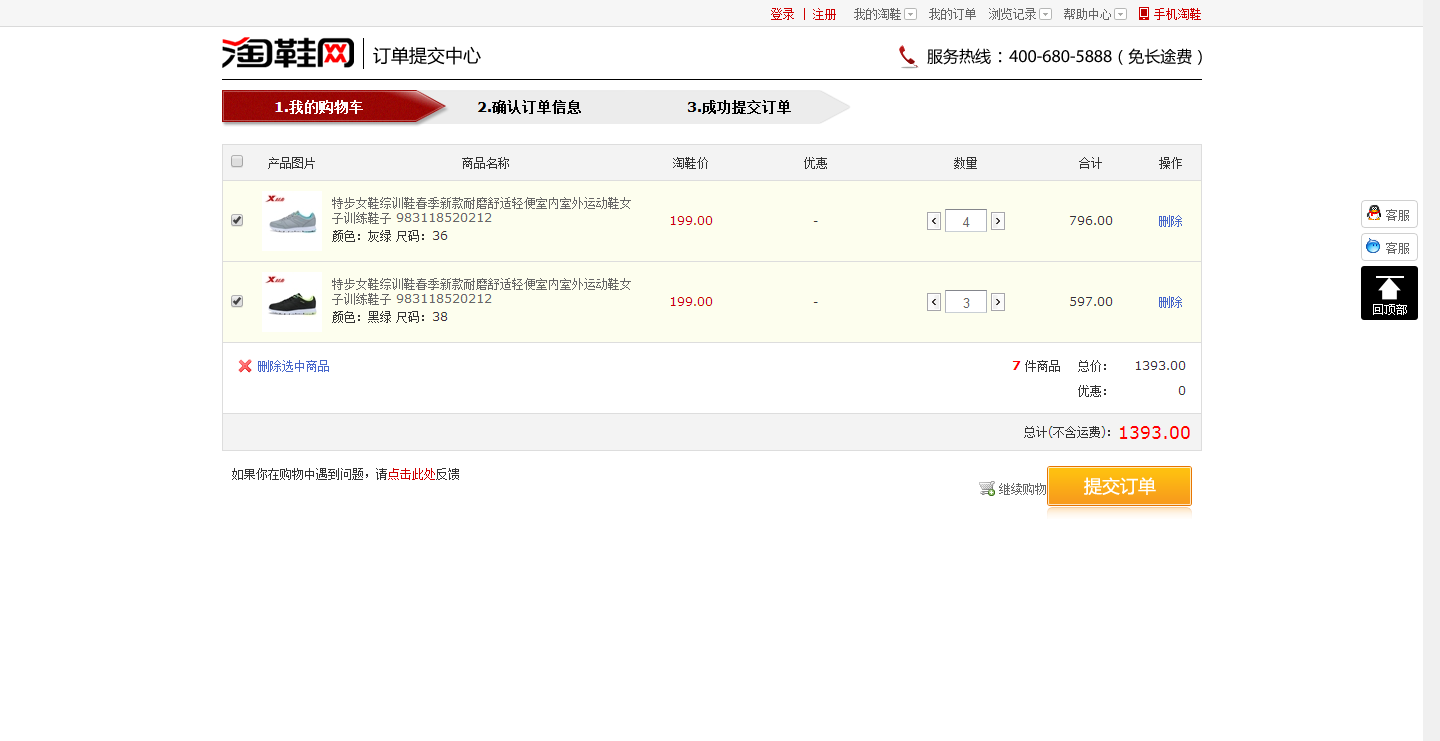 登录 | 注册 我的淘鞋 我的订单 浏览记录 帮助中心 手机淘鞋
淘鞋网 订单提交中心 服务热线：400-680-5888（免长途费）
1.我的购物车 2.确认订单信息 3.成功提交订单
产品图片 商品名称 淘鞋价 优惠 数量 合计 操作
特步女鞋综训鞋春季新款耐磨舒适轻便室内室外运动鞋女
子训练鞋子 983118520212
颜色：灰绿 尺码：36
199.00 - < 4 > 796.00 删除
特步女鞋综训鞋春季新款耐磨舒适轻便室内室外运动鞋女
子训练鞋子 983118520212
颜色：黑绿 尺码：38
199.00 - < 3 > 597.00 删除
删除选中商品 7 件商品 总价： 1393.00
优惠： 0
总计(不含运费)：1393.00
如果你在购物中遇到问题，请点击此处反馈
继续购物 提交订单
客服
客服
回顶部